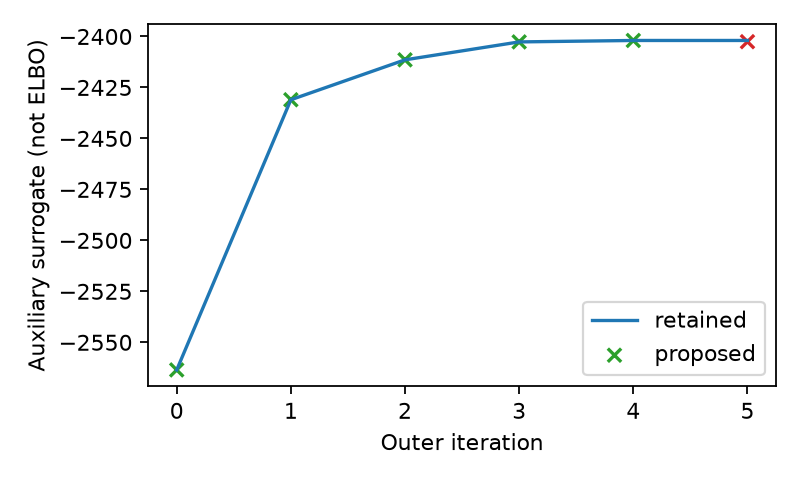 −2400
−2425
−2450
−2475
−2500
−2525
−2550
Auxiliary surrogate (not ELBO)
0 1 2 3 4 5
Outer iteration
retained
proposed